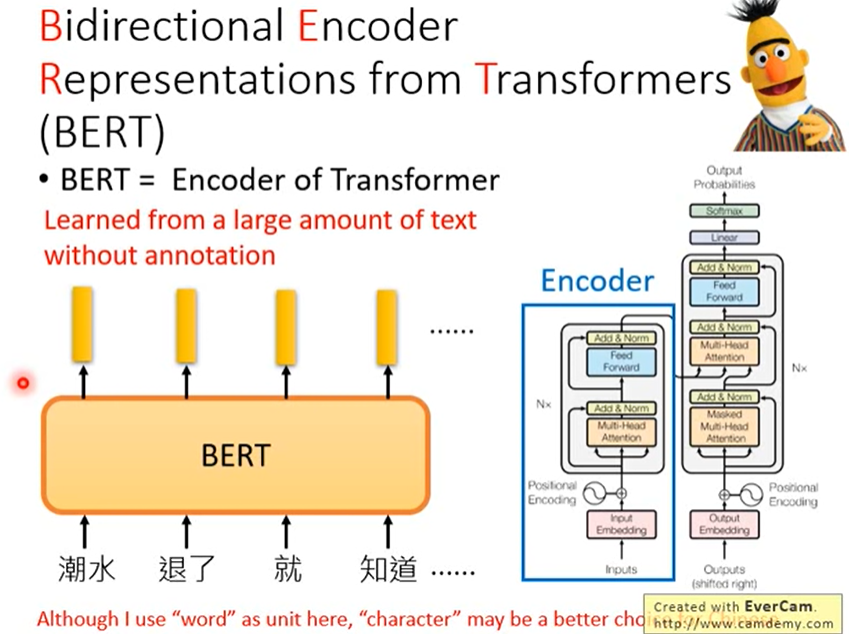 Bidirectional Encoder
Representations from Transformers
(BERT)
• BERT = Encoder of Transformer
Learned from a large amount of text
without annotation
......
BERT
潮水 退了 就 知道 ......
Encoder
Add & Norm
Feed
Forward
Add & Norm
Multi-Head
Attention
N×
Positional
Encoding
Input
Embedding
Inputs
Output
Probabilities
Softmax
Linear
Add & Norm
Feed
Forward
Add & Norm
Multi-Head
Attention
N×
Add & Norm
Masked
Multi-Head
Attention
Positional
Encoding
Output
Embedding
Outputs
(shifted right)
Although I use “word” as unit here, “character” may be a better
Created with EverCam.
http://www.camdemy.com